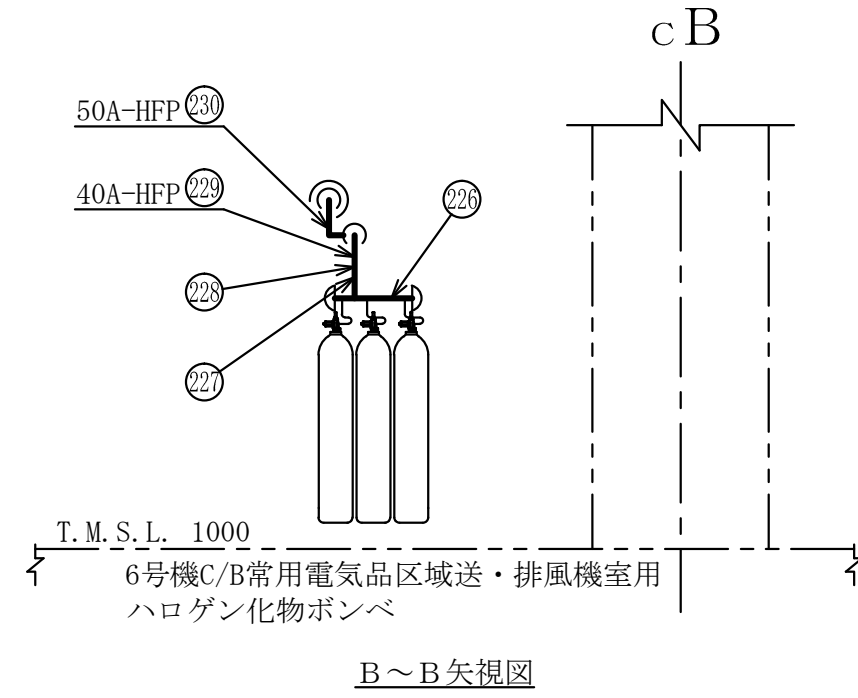 cB
50A-HFP 230
40A-HFP 229
226
228
227
T.M.S.L. 1000
6号機C/B常用電気品区域送・排風機室用
ハロゲン化物ボンベ
B～B矢視図